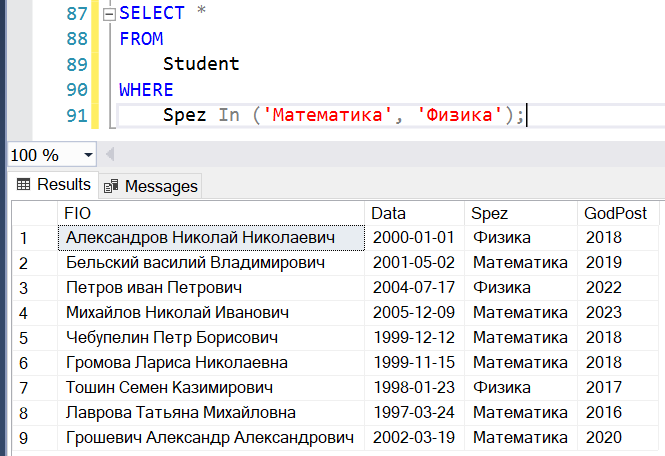 87 SELECT *
88 FROM
89 Student
90 WHERE
91 Spez In ('Математика', 'Физика');
100 %
Results Messages
FIO Data Spez GodPost
1 Александров Николай Николаевич 2000-01-01 Физика 2018
2 Бельский василий Владимирович 2001-05-02 Математика 2019
3 Петров иван Петрович 2004-07-17 Физика 2022
4 Михайлов Николай Иванович 2005-12-09 Математика 2023
5 Чебупелин Петр Борисович 1999-12-12 Математика 2018
6 Громова Лариса Николаевна 1999-11-15 Математика 2018
7 Тошин Семен Казимирович 1998-01-23 Физика 2017
8 Лаврова Татьяна Михайловна 1997-03-24 Математика 2016
9 Грошевич Александр Александрович 2002-03-19 Математика 2020